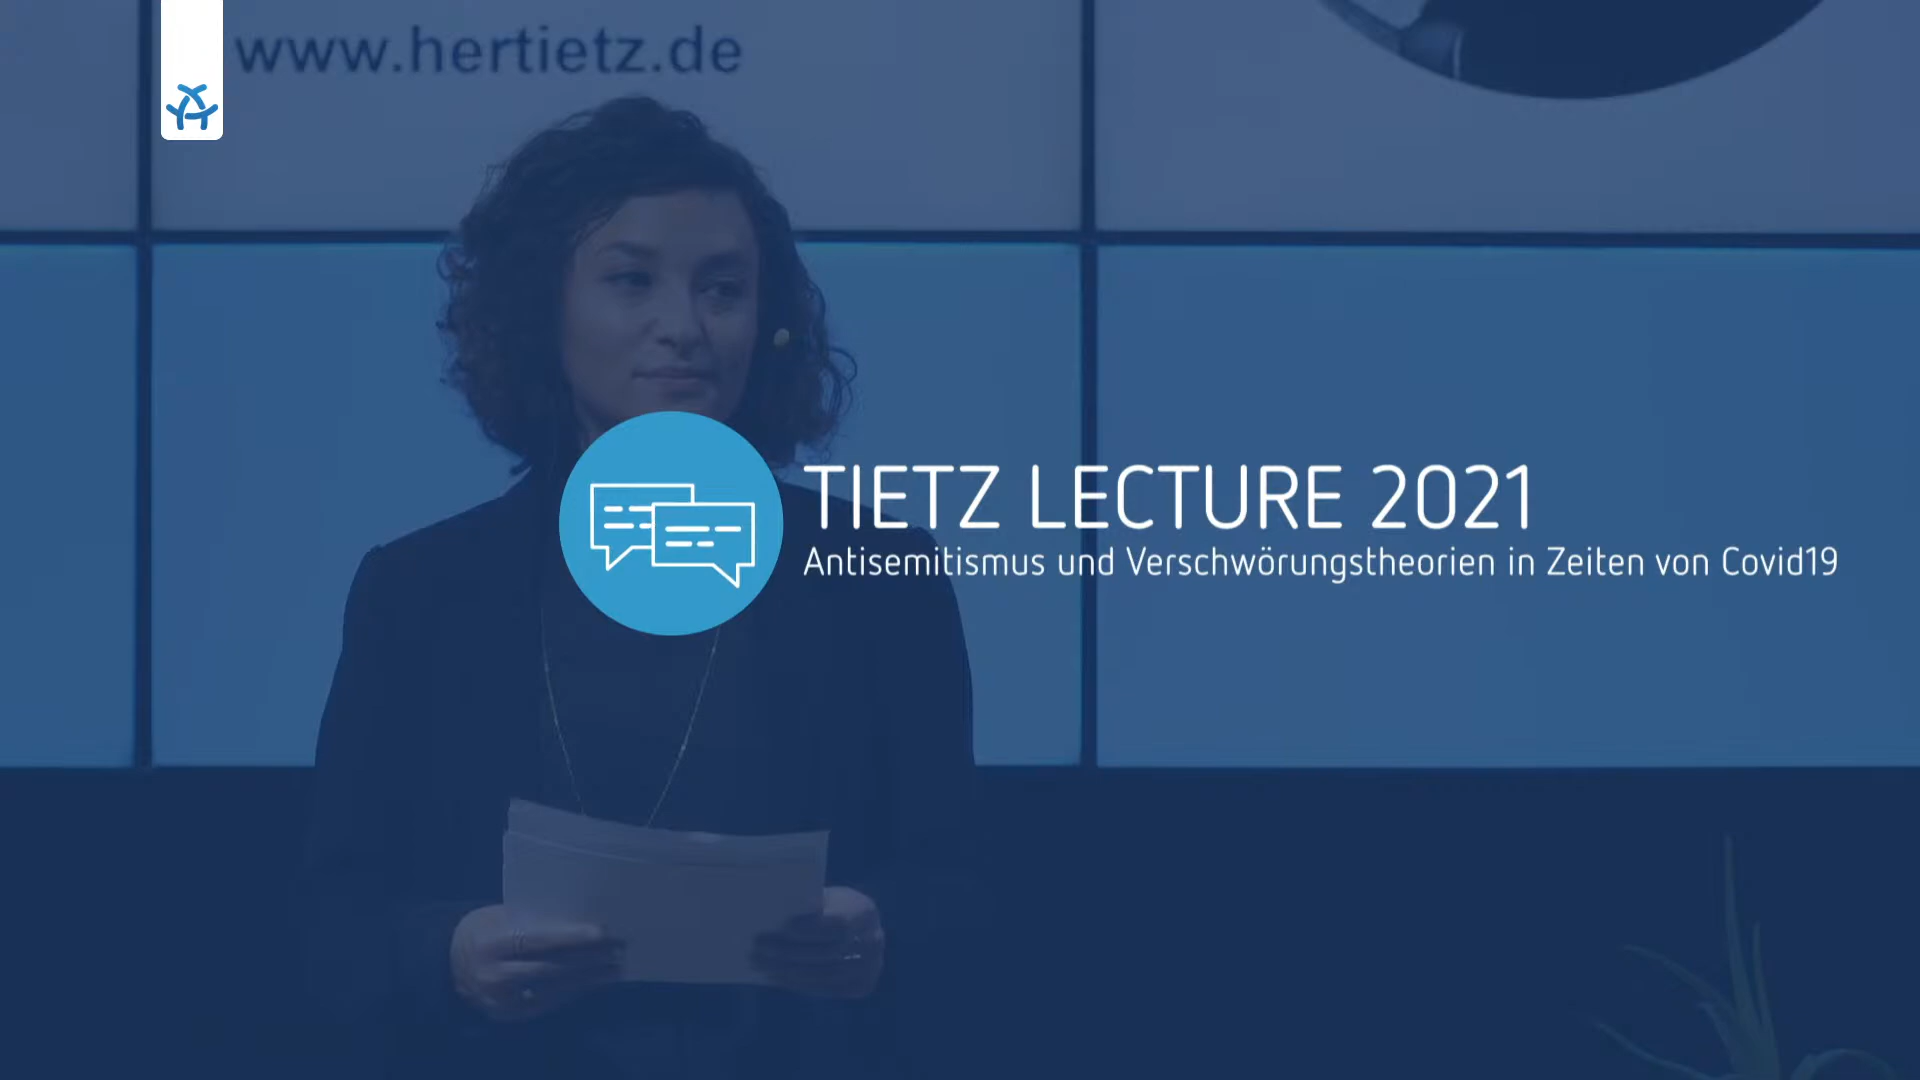 www.hertietz.de
TIETZ LECTURE 2021
Antisemitismus und Verschwörungstheorien in Zeiten von Covid19